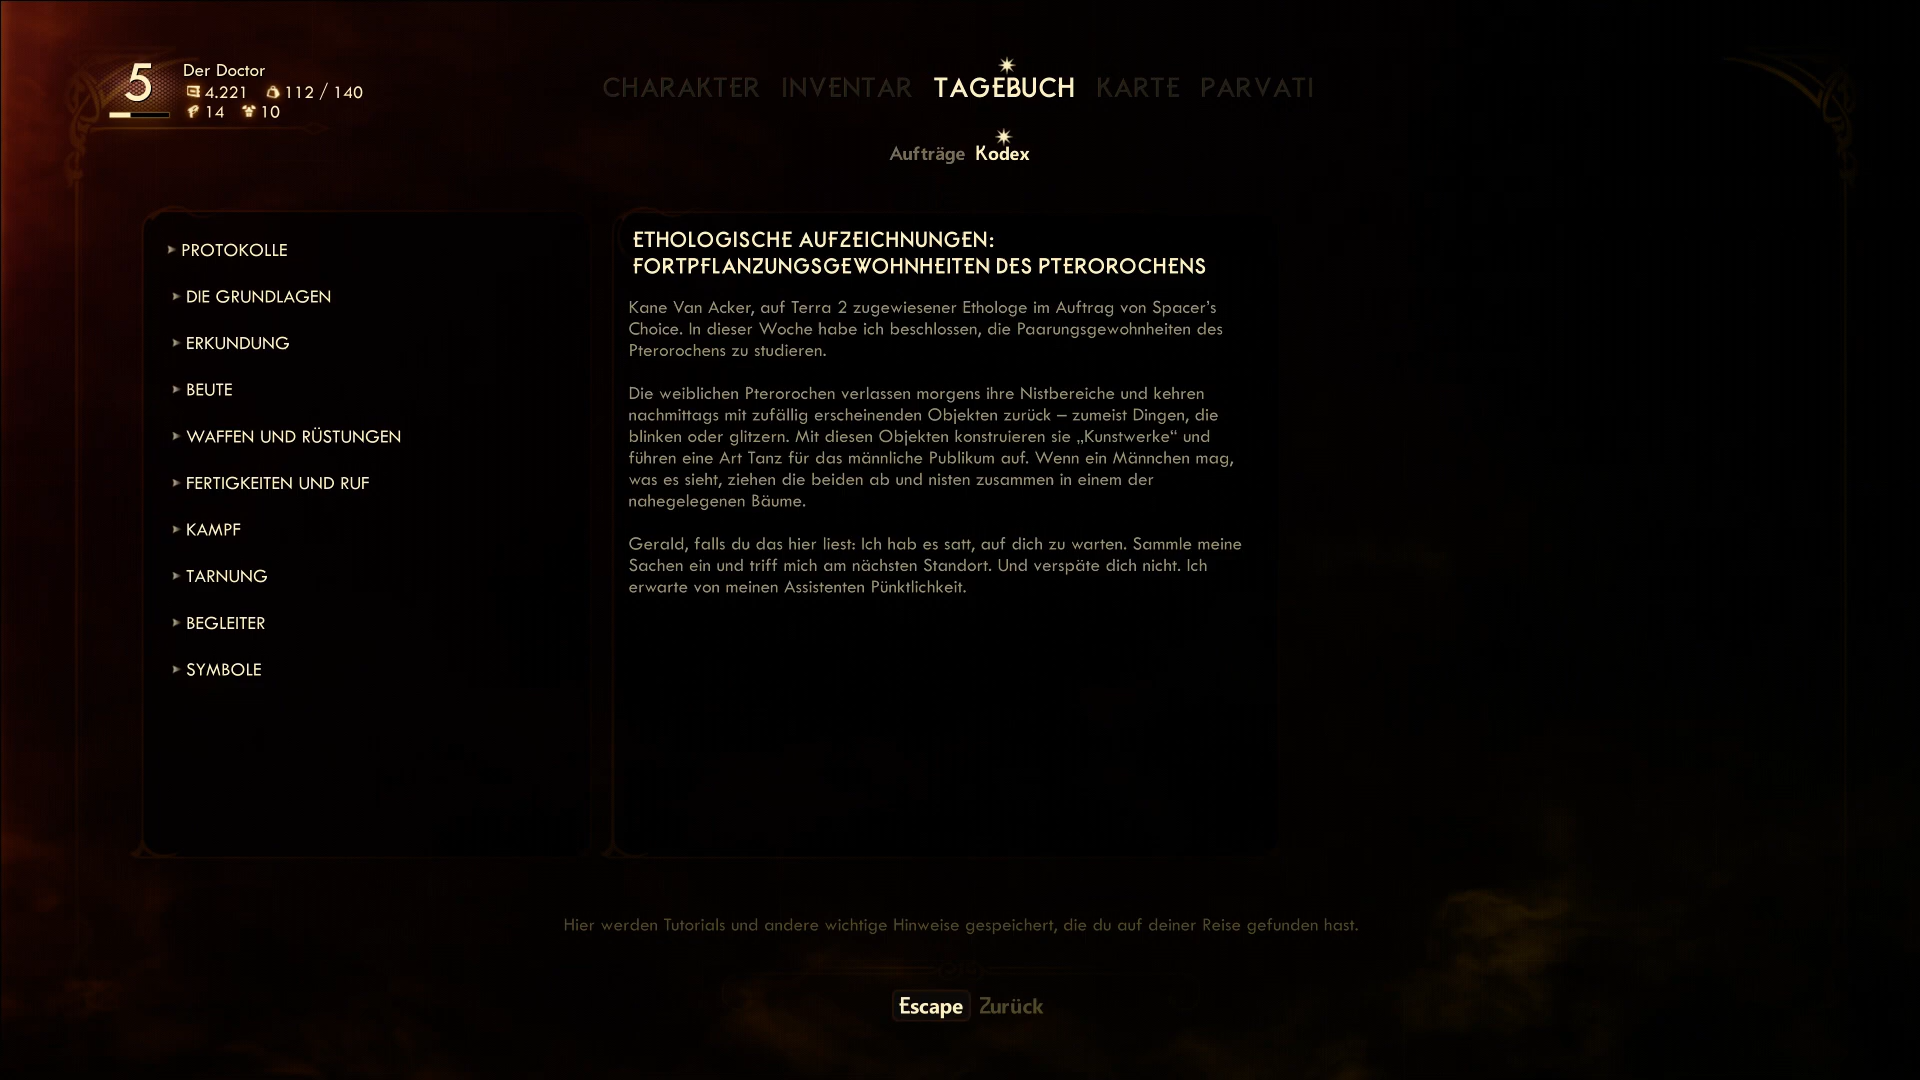 5
Der Doctor
4.221 112 / 140
14 10
CHARAKTER INVENTAR TAGEBUCH KARTE PARVATI
Aufträge Kodex
PROTOKOLLE
DIE GRUNDLAGEN
ERKUNDUNG
BEUTE
WAFFEN UND RÜSTUNGEN
FERTIGKEITEN UND RUF
KAMPF
TARNUNG
BEGLEITER
SYMBOLE
ETHOLOGISCHE AUFZEICHNUNGEN:
FORTPFLANZUNGSGEWOHNHEITEN DES PTEROROCHENS
Kane Van Acker, auf Terra 2 zugewiesener Ethologe im Auftrag von Spacer's
Choice. In dieser Woche habe ich beschlossen, die Paarungsgewohnheiten des
Pterorochens zu studieren.
Die weiblichen Pterorochen verlassen morgens ihre Nistbereiche und kehren
nachmittags mit zufällig erscheinenden Objekten zurück – zumeist Dingen, die
blinken oder glitzern. Mit diesen Objekten konstruieren sie „Kunstwerke“ und
führen eine Art Tanz für das männliche Publikum auf. Wenn ein Männchen mag,
was es sieht, ziehen die beiden ab und nisten zusammen in einem der
nahegelegenen Bäume.
Gerald, falls du das hier liest: Ich hab es satt, auf dich zu warten. Sammle meine
Sachen ein und triff mich am nächsten Standort. Und verspäte dich nicht. Ich
erwarte von meinen Assistenten Pünktlichkeit.
Hier werden Tutorials und andere wichtige Hinweise gespeichert, die du auf deiner Reise gefunden hast.
Escape Zurück